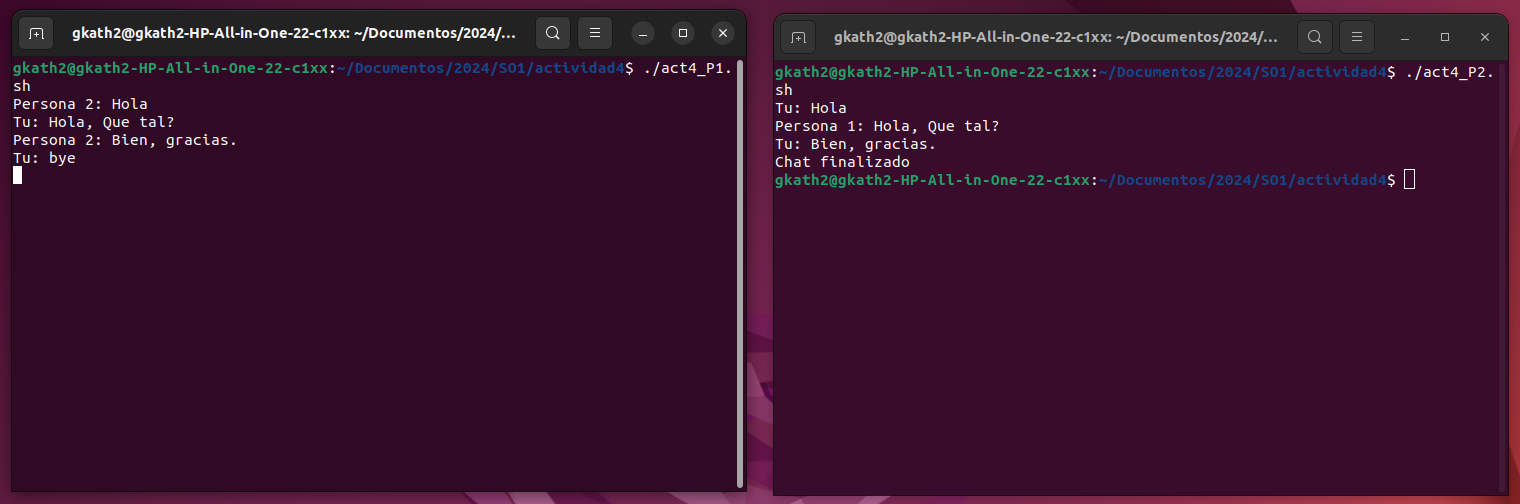 gkath2@gkath2-HP-All-in-One-22-c1xx: ~/Documentos/2024/...
gkath2@gkath2-HP-All-in-One-22-c1xx:~/Documentos/2024/SO1/actividad4$ ./act4_P1.
sh
Persona 2: Hola
Tu: Hola, Que tal?
Persona 2: Bien, gracias.
Tu: bye
gkath2@gkath2-HP-All-in-One-22-c1xx: ~/Documentos/2024/...
gkath2@gkath2-HP-All-in-One-22-c1xx:~/Documentos/2024/SO1/actividad4$ ./act4_P2.
sh
Tu: Hola
Persona 1: Hola, Que tal?
Tu: Bien, gracias.
Chat finalizado
gkath2@gkath2-HP-All-in-One-22-c1xx:~/Documentos/2024/SO1/actividad4$